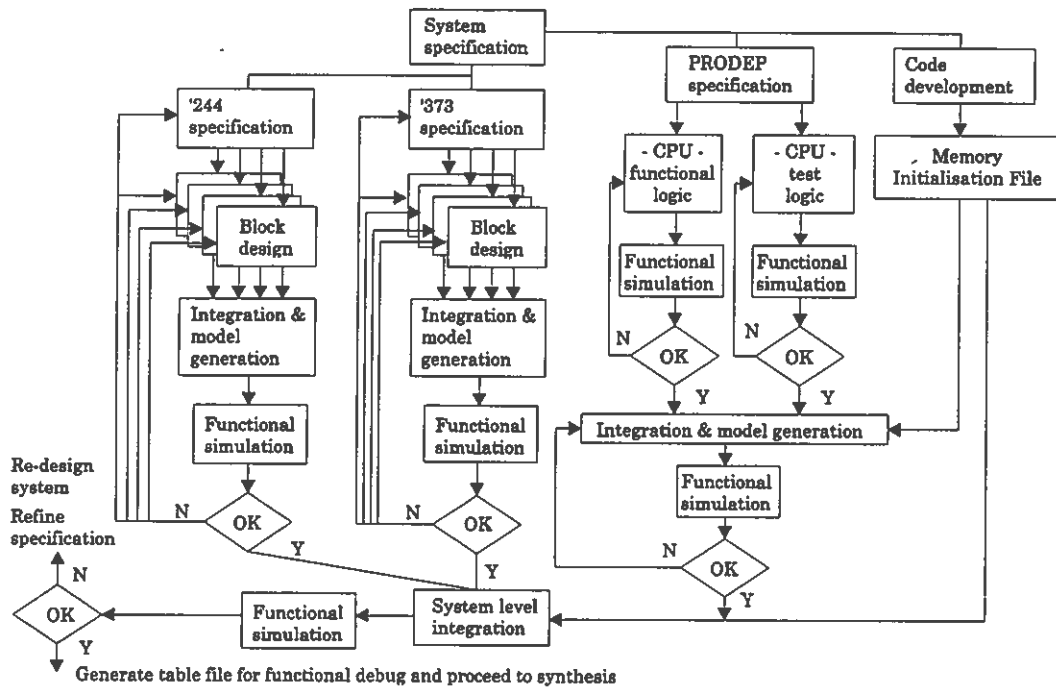 System
specification
PRODEP
specification
Code
development
'244
specification
'373
specification
- CPU -
functional
logic
- CPU -
test
logic
Memory
Initialisation File
Block
design
Block
design
Functional
simulation
Functional
simulation
Integration &
model
generation
Integration &
model
generation
N
OK
Y
N
OK
Y
Functional
simulation
Functional
simulation
Integration & model generation
Functional
simulation
Re-design
system
Refine
specification
N
OK
Y
N
OK
Y
N
OK
Y
N
OK
Y
Functional
simulation
System level
integration
Generate table file for functional debug and proceed to synthesis